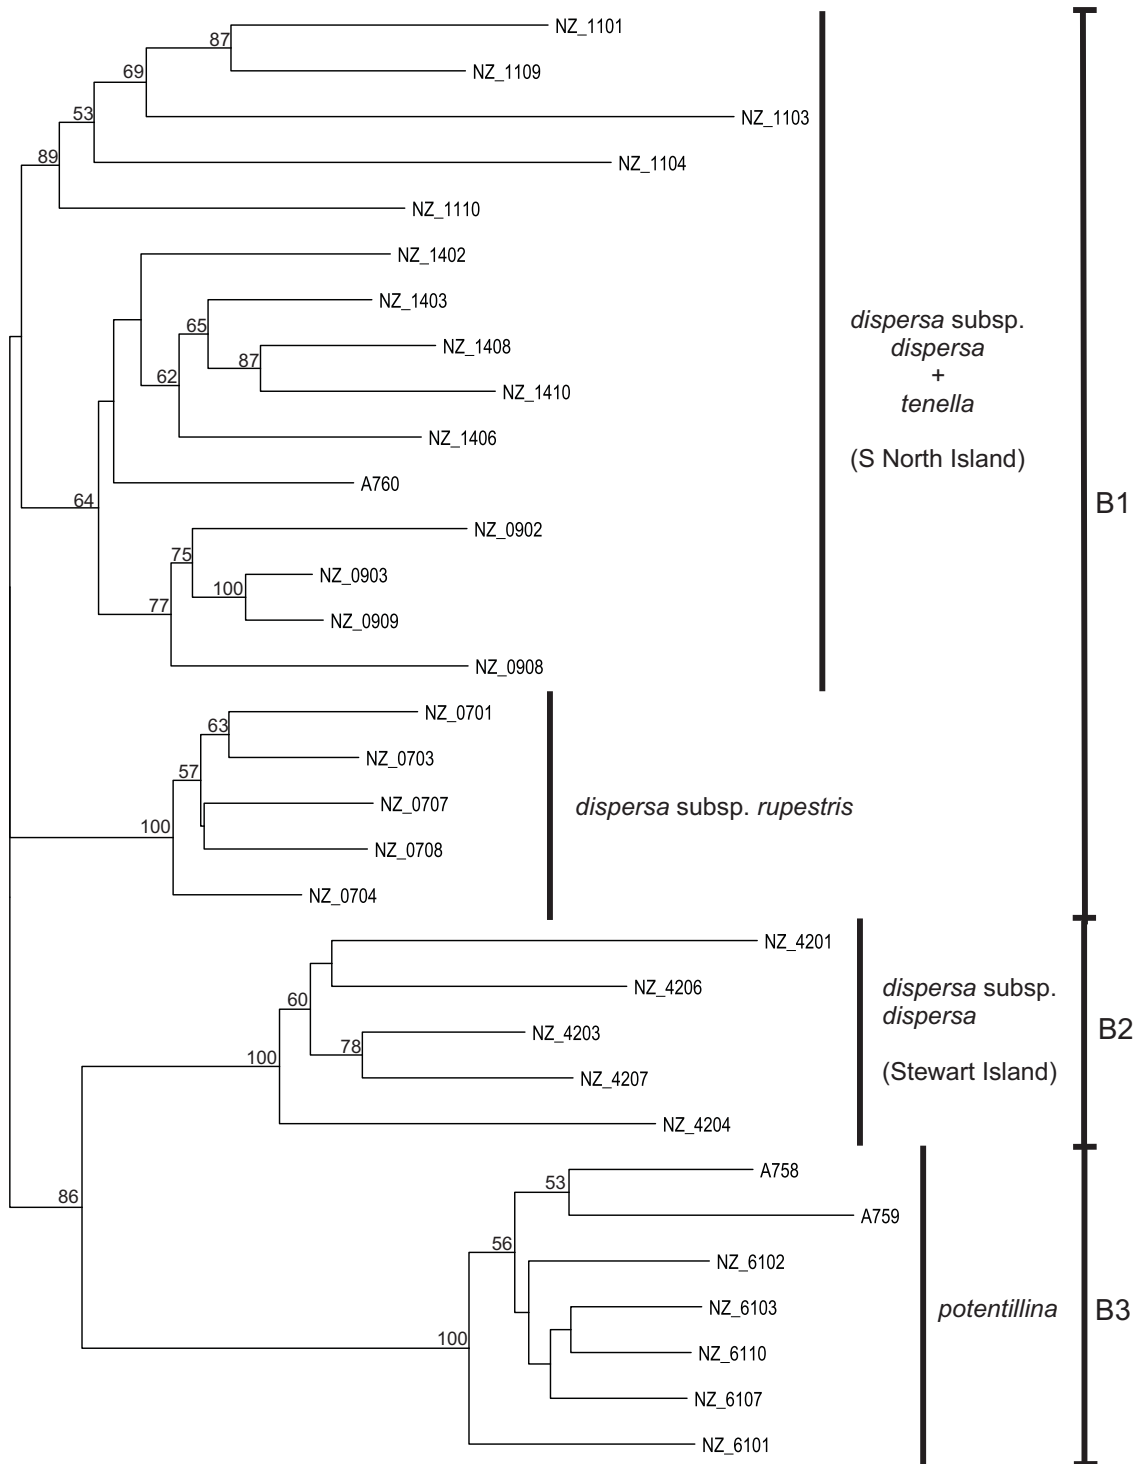 NZ_1101
87
NZ_1109
69
NZ_1103
53
NZ_1104
89
NZ_1110
NZ_1402
NZ_1403
65
NZ_1408
87
NZ_1410
62
NZ_1406
A760
64
NZ_0902
75
NZ_0903
100
NZ_0909
77
NZ_0908
dispersa subsp.
dispersa
+
tenella
(S North Island)
B1
NZ_0701
63
NZ_0703
57
NZ_0707
100
NZ_0708
NZ_0704
dispersa subsp. rupestris
NZ_4201
NZ_4206
60
NZ_4203
78
NZ_4207
100
NZ_4204
dispersa subsp.
dispersa
(Stewart Island)
B2
86
A758
53
A759
56
NZ_6102
NZ_6103
NZ_6110
100
NZ_6107
NZ_6101
potentillina
B3